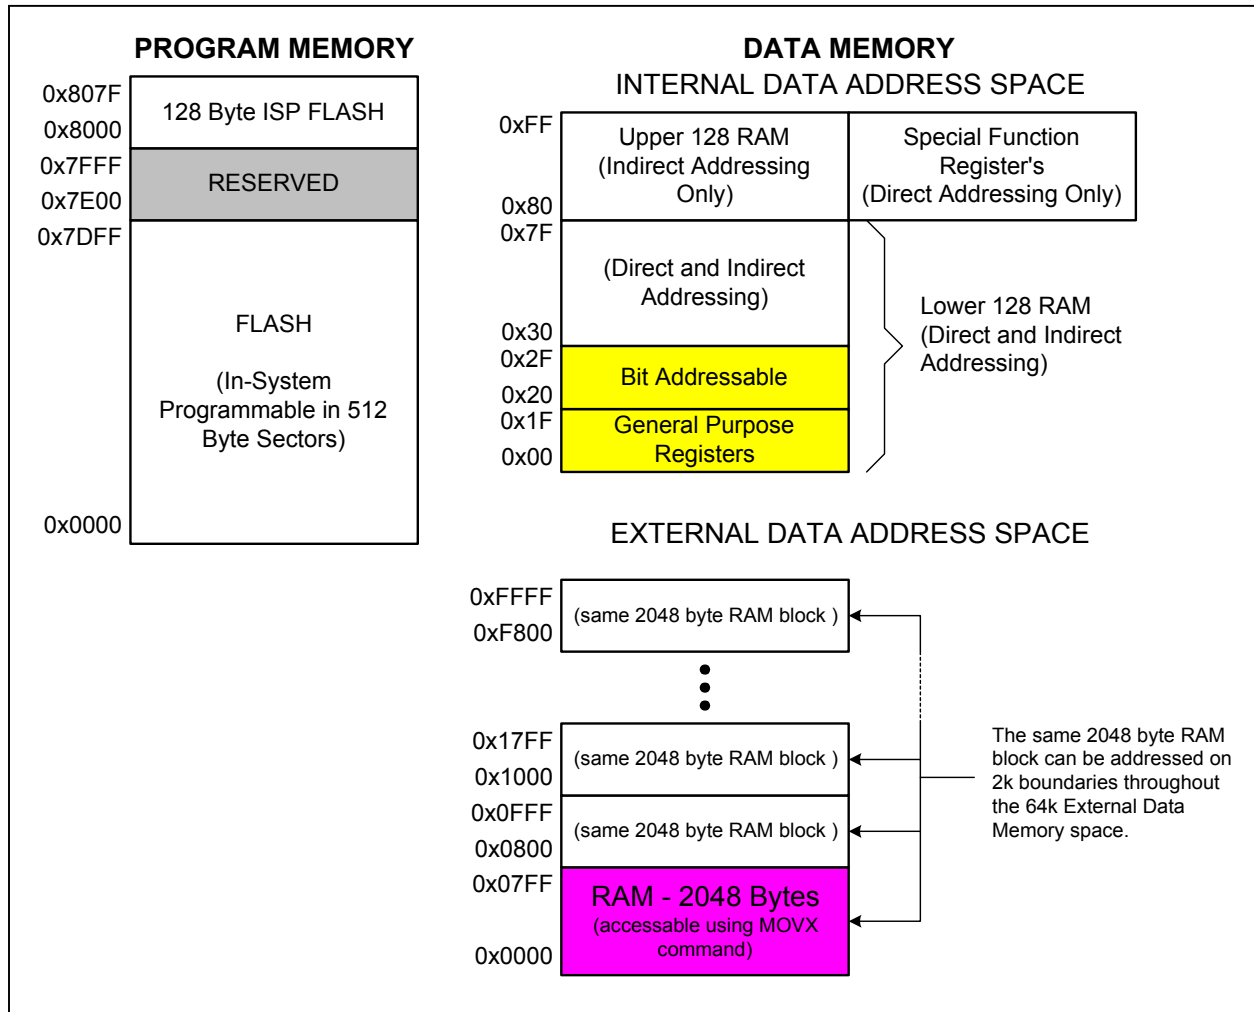 PROGRAM MEMORY
0x807F
128 Byte ISP FLASH
0x8000
0x7FFF
RESERVED
0x7E00
0x7DFF
FLASH
(In-System
Programmable in 512
Byte Sectors)
0x0000
DATA MEMORY
INTERNAL DATA ADDRESS SPACE
0xFF
Upper 128 RAM
(Indirect Addressing
Only)
0x80
Special Function
Register's
(Direct Addressing Only)
0x7F
(Direct and Indirect
Addressing)
0x30
0x2F
Bit Addressable
0x20
0x1F
General Purpose
Registers
0x00
Lower 128 RAM
(Direct and Indirect
Addressing)
EXTERNAL DATA ADDRESS SPACE
0xFFFF
(same 2048 byte RAM block )
0xF800
0x17FF
(same 2048 byte RAM block )
0x1000
0x0FFF
(same 2048 byte RAM block )
0x0800
0x07FF
RAM - 2048 Bytes
(accessable using MOVX
command)
0x0000
The same 2048 byte RAM
block can be addressed on
2k boundaries throughout
the 64k External Data
Memory space.